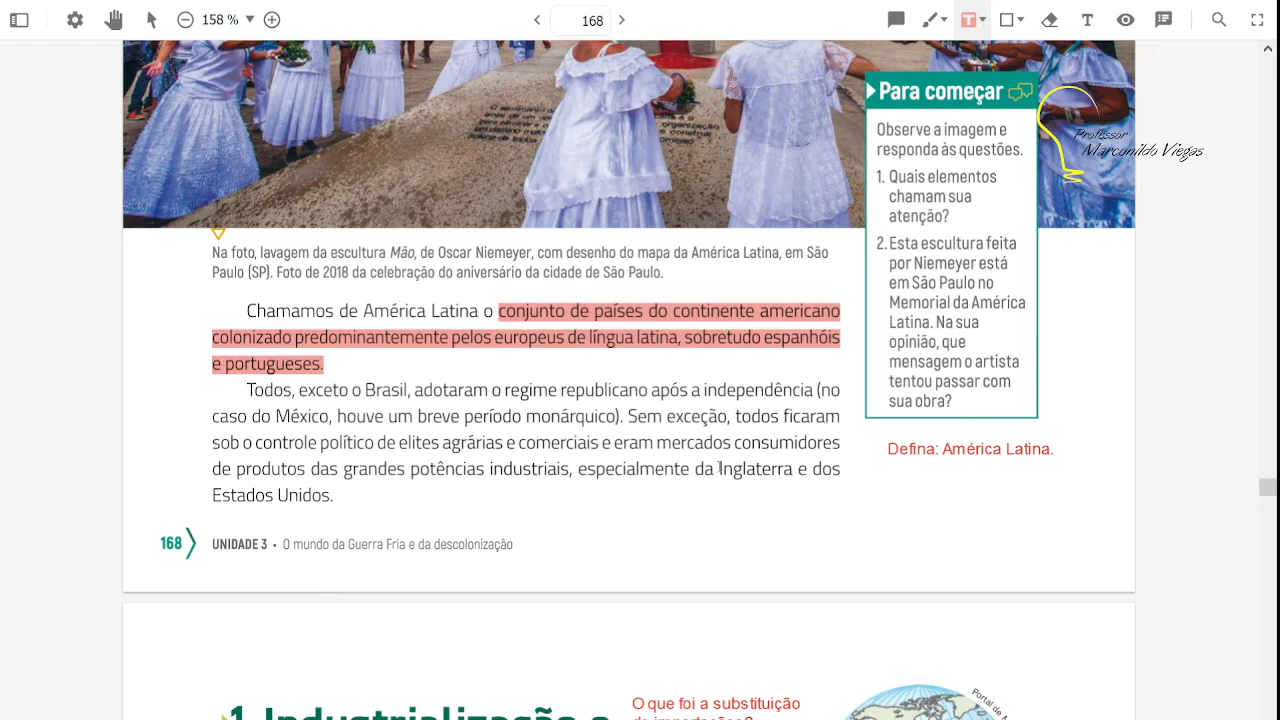 158 %
168
Para começar
Observe a imagem e
responda às questões.
1. Quais elementos
chamam sua
atenção?
2. Esta escultura feita
por Niemeyer está
em São Paulo no
Memorial da América
Latina. Na sua
opinião, que
mensagem o artista
tentou passar com
sua obra?
Professor
Marconildo Viegas
Na foto, lavagem da escultura Mão, de Oscar Niemeyer, com desenho do mapa da América Latina, em São
Paulo (SP). Foto de 2018 da celebração do aniversário da cidade de São Paulo.
Chamamos de América Latina o conjunto de países do continente americano
colonizado predominantemente pelos europeus de língua latina, sobretudo espanhóis
e portugueses.
Todos, exceto o Brasil, adotaram o regime republicano após a independência (no
caso do México, houve um breve período monárquico). Sem exceção, todos ficaram
sob o controle político de elites agrárias e comerciais e eram mercados consumidores
de produtos das grandes potências industriais, especialmente da Inglaterra e dos
Estados Unidos.
Defina: América Latina.
168 UNIDADE 3 • O mundo da Guerra Fria e da descolonização
1 Industrialização e
O que foi a substituição
de importações?
Portal de